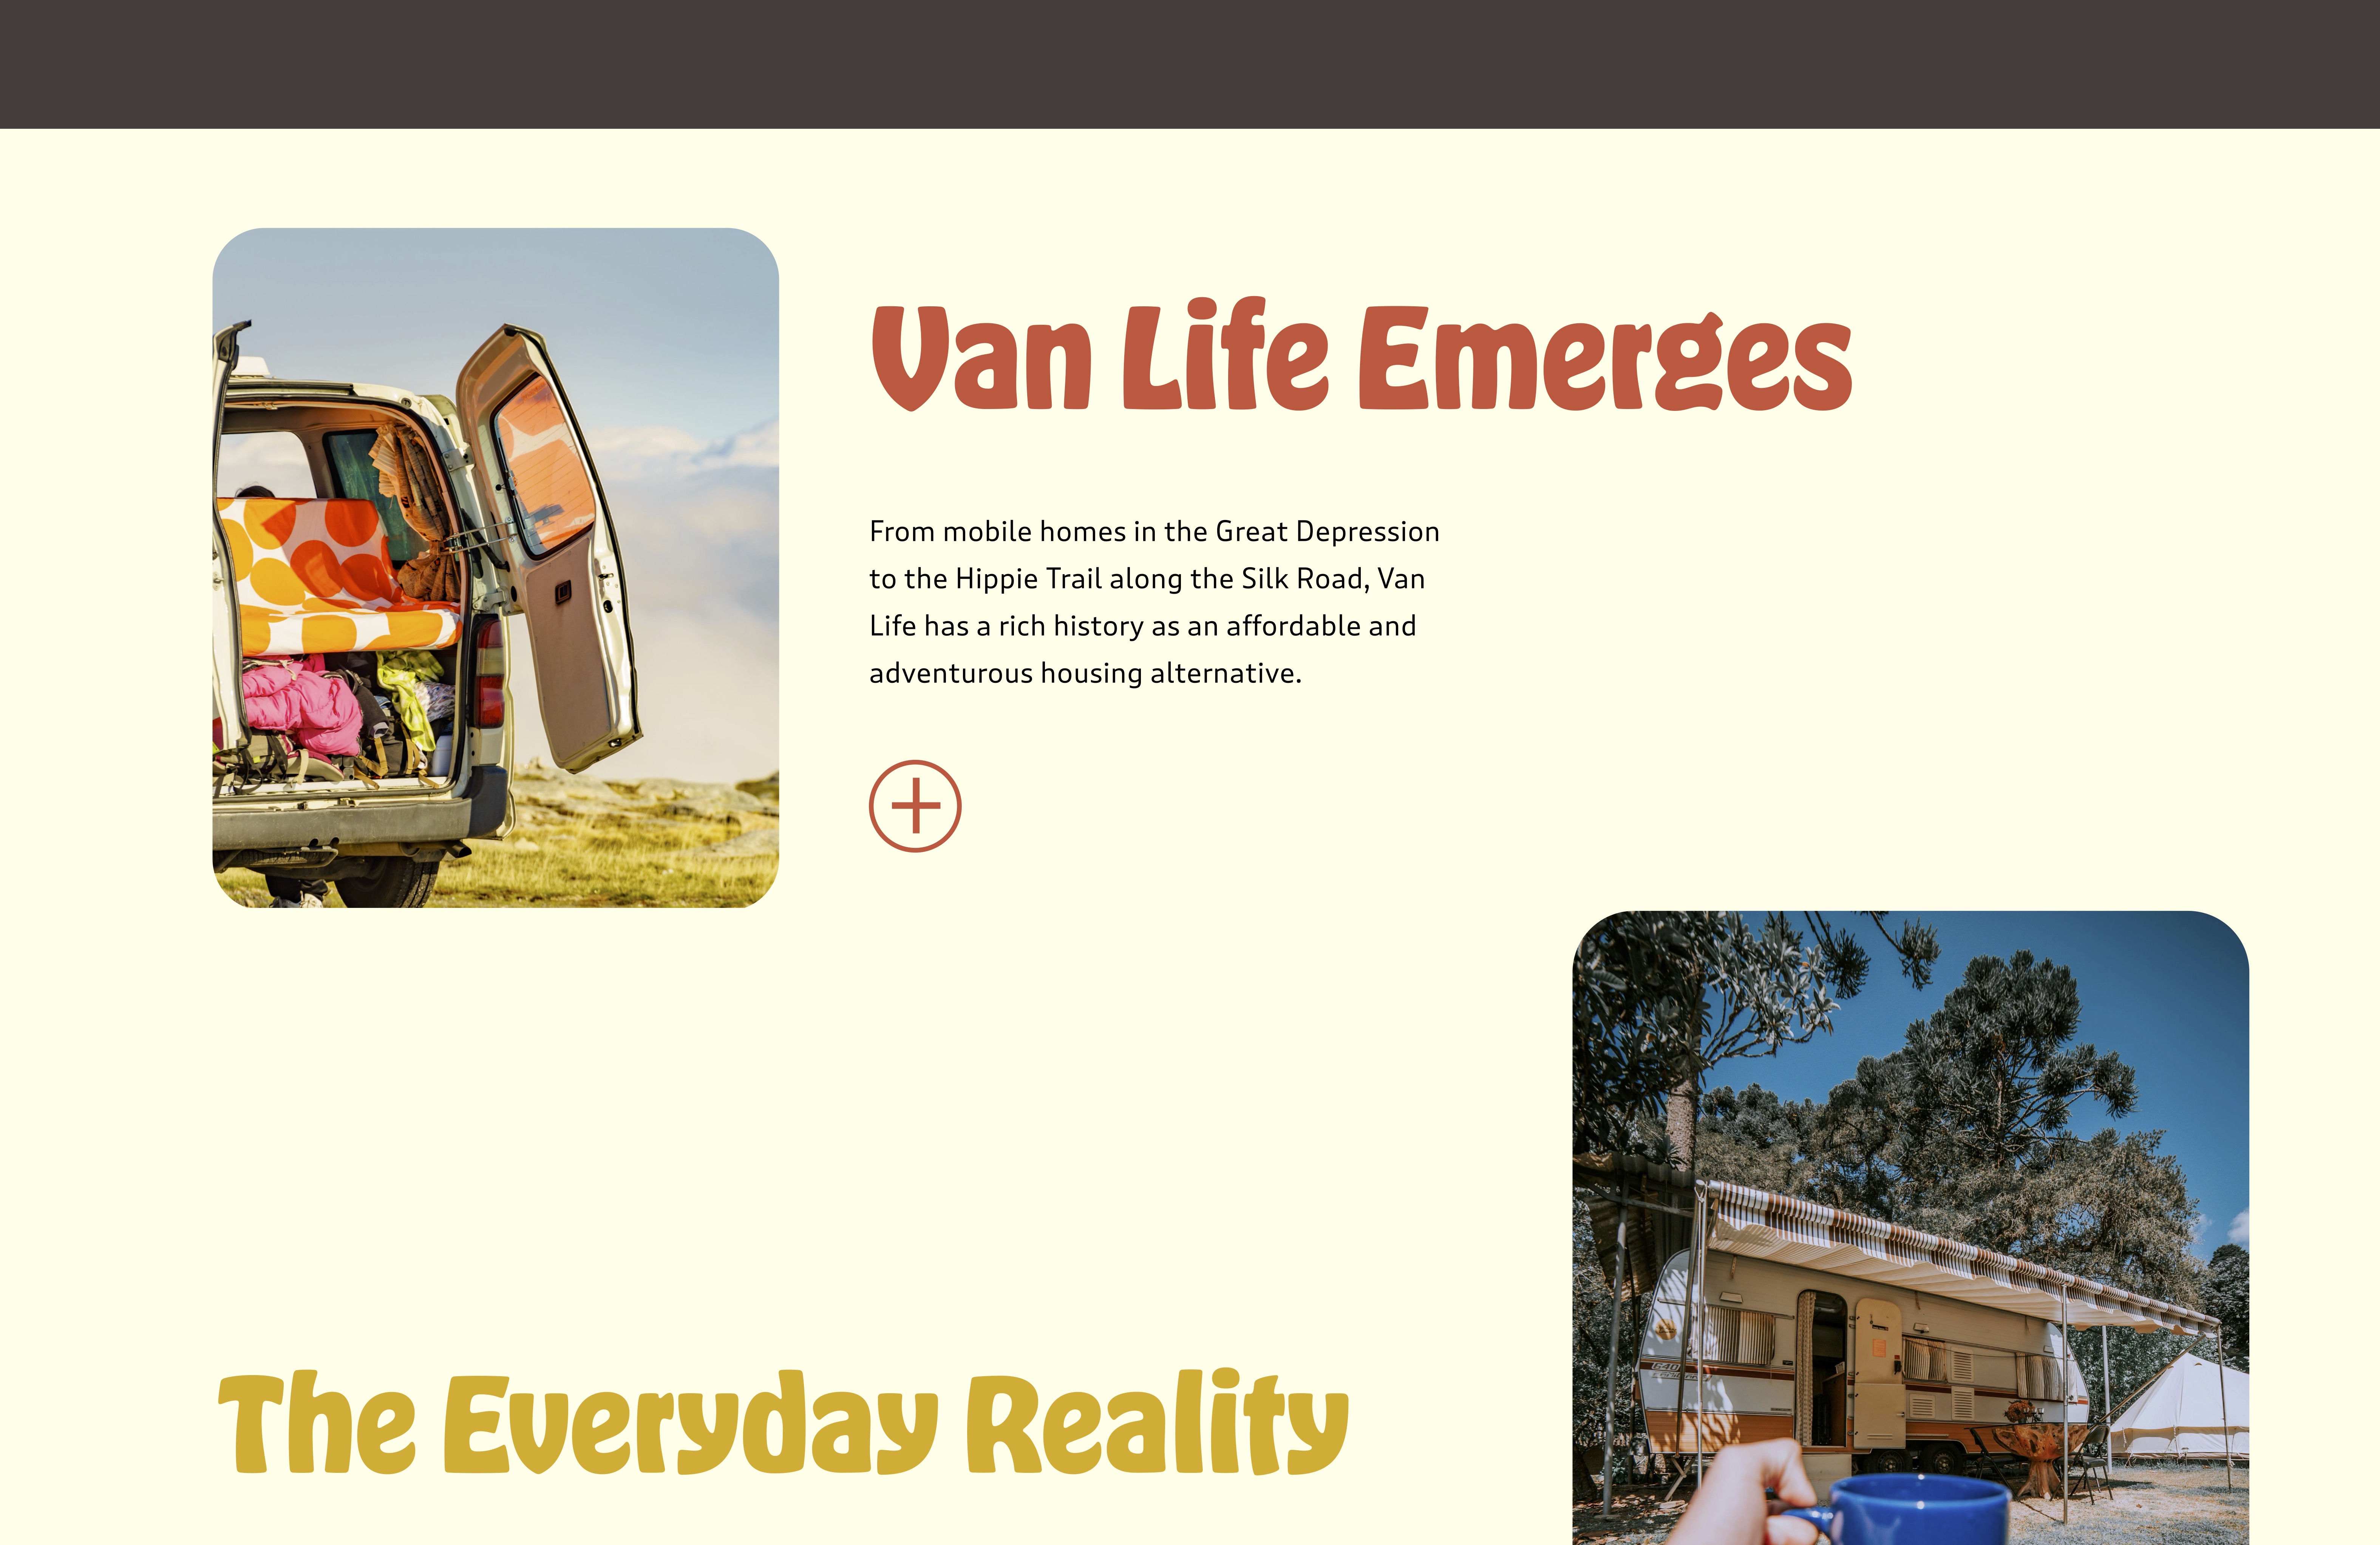 Van Life Emerges
From mobile homes in the Great Depression
to the Hippie Trail along the Silk Road, Van
Life has a rich history as an affordable and
adventurous housing alternative.
The Everyday Reality